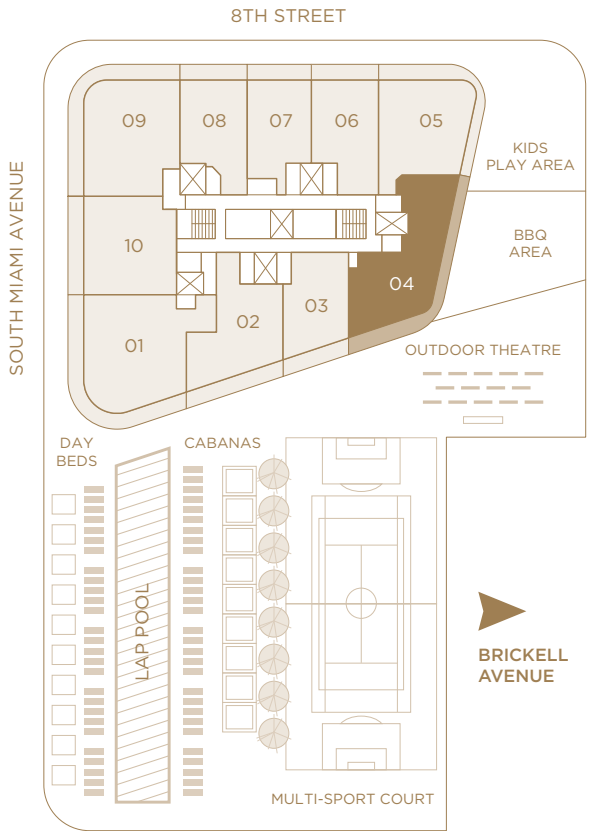 8TH STREET
SOUTH MIAMI AVENUE
09
08
07
06
05
KIDS
PLAY AREA
10
BBQ
AREA
04
03
02
01
OUTDOOR THEATRE
DAY
BEDS
CABANAS
LAP POOL
BRICKELL
AVENUE
MULTI-SPORT COURT